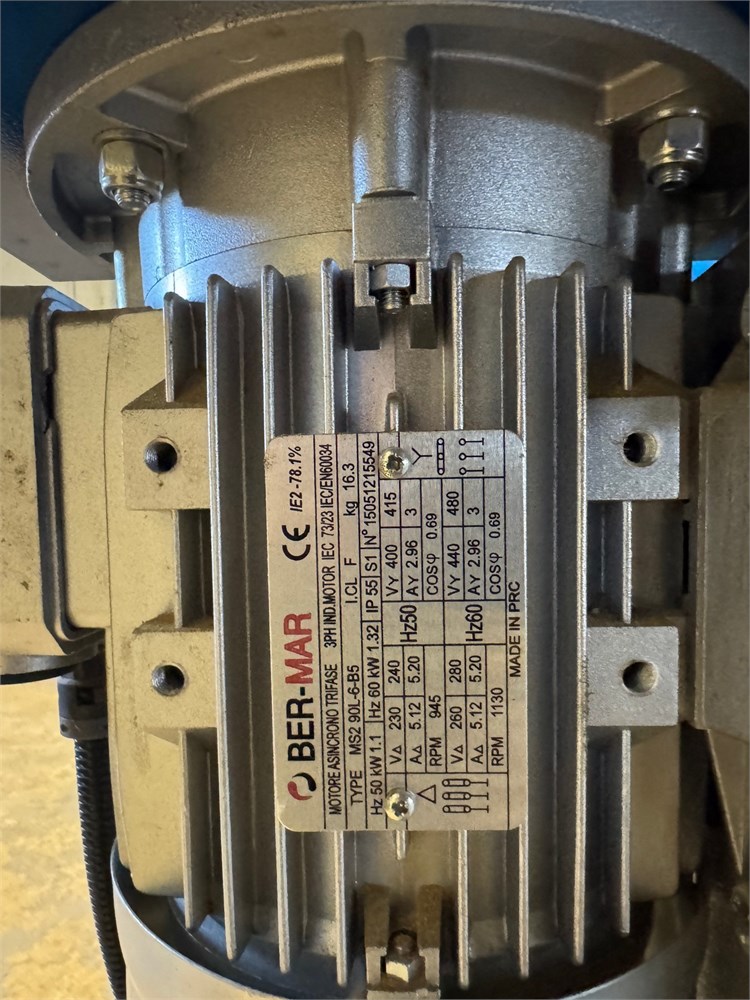 BER-MAR CE IE2 -78.1%
MOTORE ASINCRONO TRIFASE 3PH IND.MOTOR IEC 73/23 IEC/EN60034
TYPE MS2 90L-6-B5 I.CL F kg 16.3
Hz 50 kW 1.1 Hz 60 kW 1.32 IP 55 S1 N° 15051215549
V△ 230 240 Hz50 VY 400 415
A△ 5.12 5.20 AY 2.96 3
RPM 945 COSφ 0.69
V△ 260 280 Hz60 VY 440 480
A△ 5.12 5.20 AY 2.96 3
RPM 1130 COSφ 0.69
MADE IN PRC